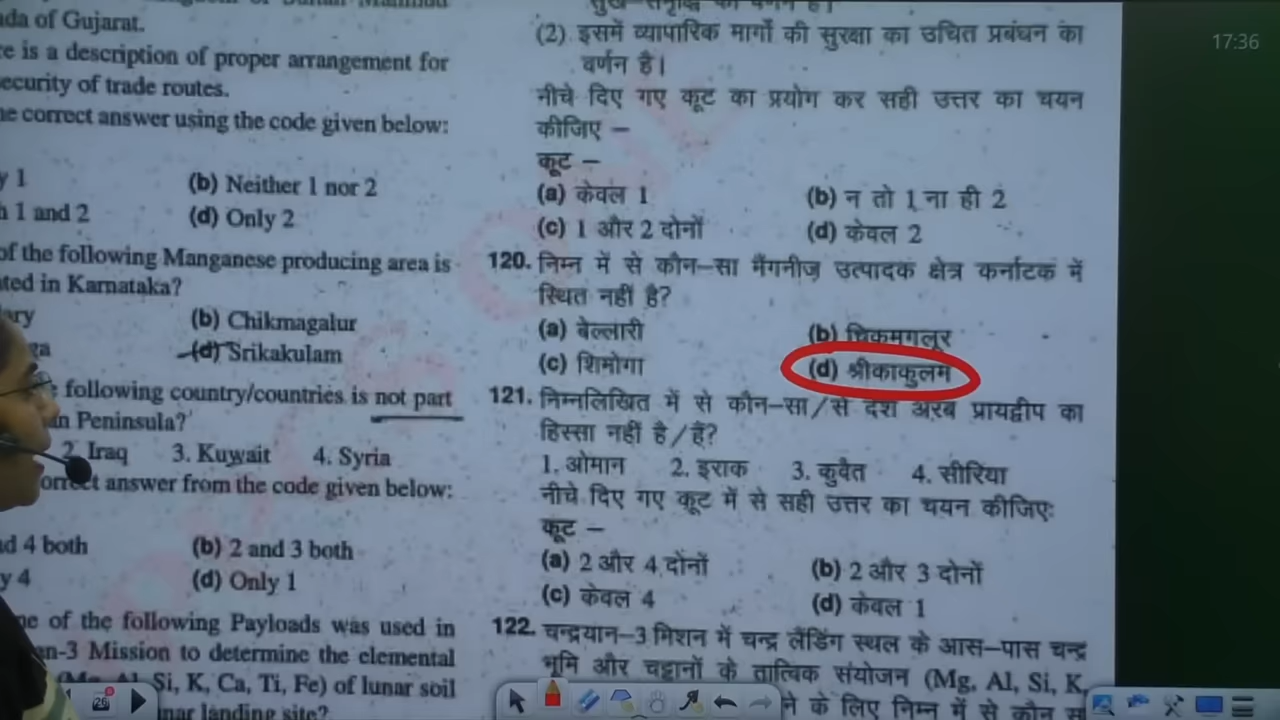 da of Gujarat.
e is a description of proper arrangement for
ecurity of trade routes.
e correct answer using the code given below:
y 1
(b) Neither 1 nor 2
1 and 2
(d) Only 2
of the following Manganese producing area is
ted in Karnataka?
ary
(b) Chikmagalur
ga
(d) Srikakulam
following country/countries is not part
n Peninsula?
2. Iraq 3. Kuwait 4. Syria
orrect answer from the code given below:
d 4 both
(b) 2 and 3 both
y 4
(d) Only 1
ne of the following Payloads was used in
an-3 Mission to determine the elemental
(Mg, Al, Si, K, Ca, Ti, Fe) of lunar soil
nar landing site?
(2) इसमें व्यापारिक मार्गों की सुरक्षा का उचित प्रबंधन का
वर्णन है।
नीचे दिए गए कूट का प्रयोग कर सही उत्तर का चयन
कीजिए –
कूट –
(a) केवल 1
(b) न तो 1 ना ही 2
(c) 1 और 2 दोनों
(d) केवल 2
120. निम्न में से कौन–सा मैंगनीज़ उत्पादक क्षेत्र कर्नाटक में
स्थित नहीं है?
(a) बेल्लारी
(b) चिकमगलूर
(c) शिमोगा
(d) श्रीकाकुलम
121. निम्नलिखित में से कौन–सा/से देश अरब प्रायद्वीप का
हिस्सा नहीं है/हैं?
1. ओमान 2. इराक 3. कुवैत 4. सीरिया
नीचे दिए गए कूट में से सही उत्तर का चयन कीजिए:
कूट –
(a) 2 और 4 दोनों
(b) 2 और 3 दोनों
(c) केवल 4
(d) केवल 1
122. चन्द्रयान–3 मिशन में चन्द्र लैंडिंग स्थल के आस–पास चन्द्र
भूमि और चट्टानों के तात्विक संयोजन (Mg, Al, Si, K,
ने के लिए निम्न में से कौन स
17:36